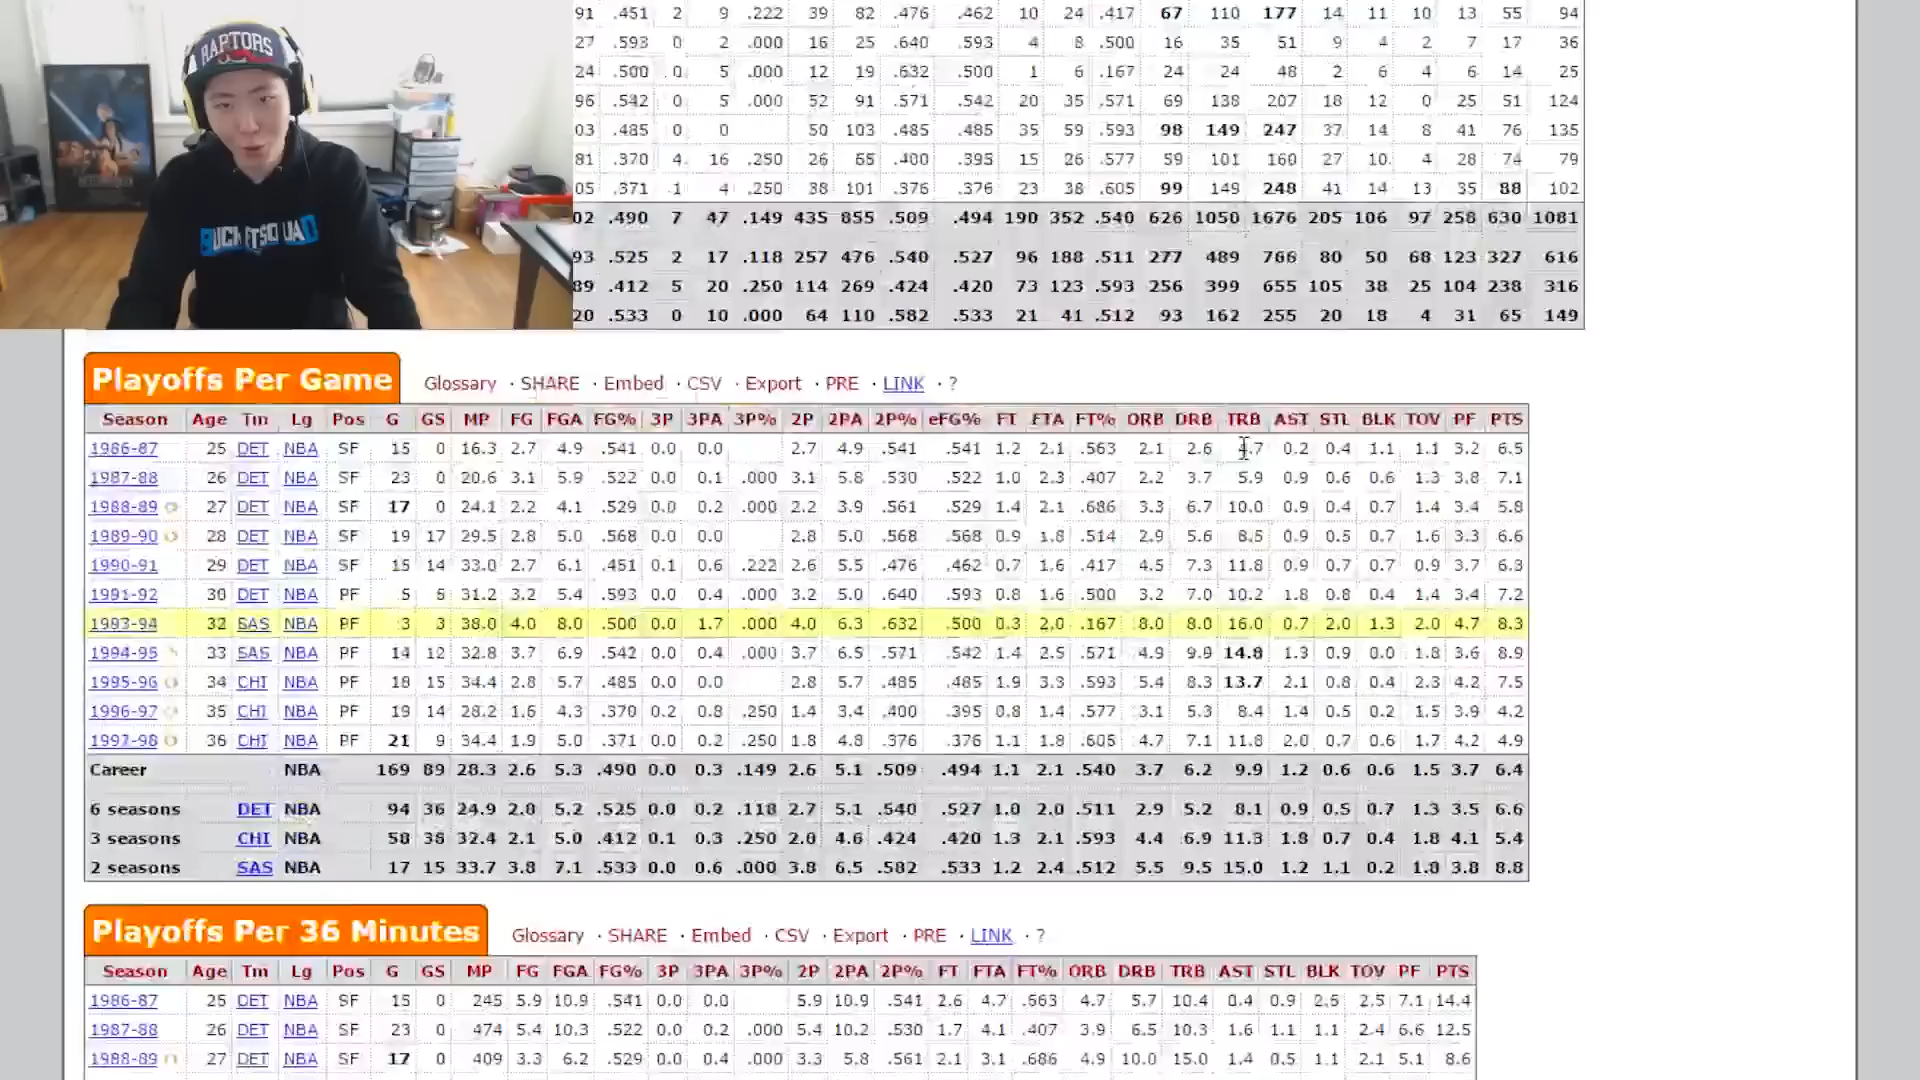 91 .451 2 9 .222 39 82 .476 .462 10 24 .417 67 110 177 14 11 10 13 55 94
27 .593 0 2 .000 16 25 .640 .593 4 8 .500 16 35 51 9 4 2 7 17 36
24 .500 0 5 .000 12 19 .632 .500 1 6 .167 24 24 48 2 6 4 6 14 25
96 .542 0 5 .000 52 91 .571 .542 20 35 .571 69 138 207 18 12 0 25 51 124
03 .485 0 0 50 103 .485 .485 35 59 .593 98 149 247 37 14 8 41 76 135
81 .370 4 16 .250 26 65 .400 .395 15 26 .577 59 101 160 27 10 4 28 74 79
05 .371 1 4 .250 38 101 .376 .376 23 38 .605 99 149 248 41 14 13 35 88 102
02 .490 7 47 .149 435 855 .509 .494 190 352 .540 626 1050 1676 205 106 97 258 630 1081
93 .525 2 17 .118 257 476 .540 .527 96 188 .511 277 489 766 80 50 68 123 327 616
89 .412 5 20 .250 114 269 .424 .420 73 123 .593 256 399 655 105 38 25 104 238 316
20 .533 0 10 .000 64 110 .582 .533 21 41 .512 93 162 255 20 18 4 31 65 149
RAPTORS
BUCKETSQUAD
Playoffs Per Game Glossary · SHARE · Embed · CSV · Export · PRE · LINK · ?
Season Age Tm Lg Pos G GS MP FG FGA FG% 3P 3PA 3P% 2P 2PA 2P% eFG% FT FTA FT% ORB DRB TRB AST STL BLK TOV PF PTS
1986-87 25 DET NBA SF 15 0 16.3 2.7 4.9 .541 0.0 0.0 2.7 4.9 .541 .541 1.2 2.1 .563 2.1 2.6 4.7 0.2 0.4 1.1 1.1 3.2 6.5
1987-88 26 DET NBA SF 23 0 20.6 3.1 5.9 .522 0.0 0.1 .000 3.1 5.8 .530 .522 1.0 2.3 .407 2.2 3.7 5.9 0.9 0.6 0.6 1.3 3.8 7.1
1988-89 27 DET NBA SF 17 0 24.1 2.2 4.1 .529 0.0 0.2 .000 2.2 3.9 .561 .529 1.4 2.1 .686 3.3 6.7 10.0 0.9 0.4 0.7 1.4 3.4 5.8
1989-90 28 DET NBA SF 19 17 29.5 2.8 5.0 .568 0.0 0.0 2.8 5.0 .568 .568 0.9 1.8 .514 2.9 5.6 8.5 0.9 0.5 0.7 1.6 3.3 6.6
1990-91 29 DET NBA SF 15 14 33.0 2.7 6.1 .451 0.1 0.6 .222 2.6 5.5 .476 .462 0.7 1.6 .417 4.5 7.3 11.8 0.9 0.7 0.7 0.9 3.7 6.3
1991-92 30 DET NBA PF 5 5 31.2 3.2 5.4 .593 0.0 0.4 .000 3.2 5.0 .640 .593 0.8 1.6 .500 3.2 7.0 10.2 1.8 0.8 0.4 1.4 3.4 7.2
1993-94 32 SAS NBA PF 3 3 38.0 4.0 8.0 .500 0.0 1.7 .000 4.0 6.3 .632 .500 0.3 2.0 .167 8.0 8.0 16.0 0.7 2.0 1.3 2.0 4.7 8.3
1994-95 33 SAS NBA PF 14 12 32.8 3.7 6.9 .542 0.0 0.4 .000 3.7 6.5 .571 .542 1.4 2.5 .571 4.9 9.9 14.8 1.3 0.9 0.0 1.8 3.6 8.9
1995-96 34 CHI NBA PF 18 15 34.4 2.8 5.7 .485 0.0 0.0 2.8 5.7 .485 .485 1.9 3.3 .593 5.4 8.3 13.7 2.1 0.8 0.4 2.3 4.2 7.5
1996-97 35 CHI NBA PF 19 14 28.2 1.6 4.3 .370 0.2 0.8 .250 1.4 3.4 .400 .395 0.8 1.4 .577 3.1 5.3 8.4 1.4 0.5 0.2 1.5 3.9 4.2
1997-98 36 CHI NBA PF 21 9 34.4 1.9 5.0 .371 0.0 0.2 .250 1.8 4.8 .376 .376 1.1 1.8 .605 4.7 7.1 11.8 2.0 0.7 0.6 1.7 4.2 4.9
Career NBA 169 89 28.3 2.6 5.3 .490 0.0 0.3 .149 2.6 5.1 .509 .494 1.1 2.1 .540 3.7 6.2 9.9 1.2 0.6 0.6 1.5 3.7 6.4
6 seasons DET NBA 94 36 24.9 2.8 5.2 .525 0.0 0.2 .118 2.7 5.1 .540 .527 1.0 2.0 .511 2.9 5.2 8.1 0.9 0.5 0.7 1.3 3.5 6.6
3 seasons CHI NBA 58 38 32.4 2.1 5.0 .412 0.1 0.3 .250 2.0 4.6 .424 .420 1.3 2.1 .593 4.4 6.9 11.3 1.8 0.7 0.4 1.8 4.1 5.4
2 seasons SAS NBA 17 15 33.7 3.8 7.1 .533 0.0 0.6 .000 3.8 6.5 .582 .533 1.2 2.4 .512 5.5 9.5 15.0 1.2 1.1 0.2 1.8 3.8 8.8
Playoffs Per 36 Minutes Glossary · SHARE · Embed · CSV · Export · PRE · LINK · ?
Season Age Tm Lg Pos G GS MP FG FGA FG% 3P 3PA 3P% 2P 2PA 2P% FT FTA FT% ORB DRB TRB AST STL BLK TOV PF PTS
1986-87 25 DET NBA SF 15 0 245 5.9 10.9 .541 0.0 0.0 5.9 10.9 .541 2.6 4.7 .563 4.7 5.7 10.4 0.4 0.9 2.5 2.5 7.1 14.4
1987-88 26 DET NBA SF 23 0 474 5.4 10.3 .522 0.0 0.2 .000 5.4 10.2 .530 1.7 4.1 .407 3.9 6.5 10.3 1.6 1.1 1.1 2.4 6.6 12.5
1988-89 27 DET NBA SF 17 0 409 3.3 6.2 .529 0.0 0.4 .000 3.3 5.8 .561 2.1 3.1 .686 4.9 10.0 15.0 1.4 0.5 1.1 2.1 5.1 8.6